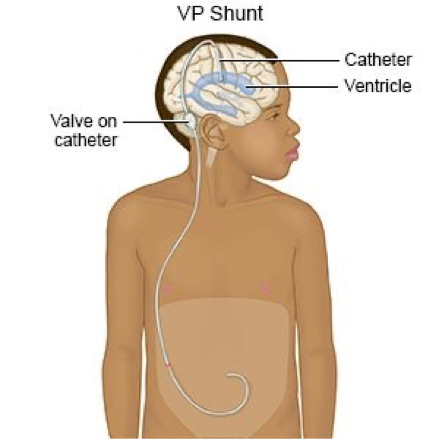 VP Shunt
Catheter
Ventricle
Valve on
catheter